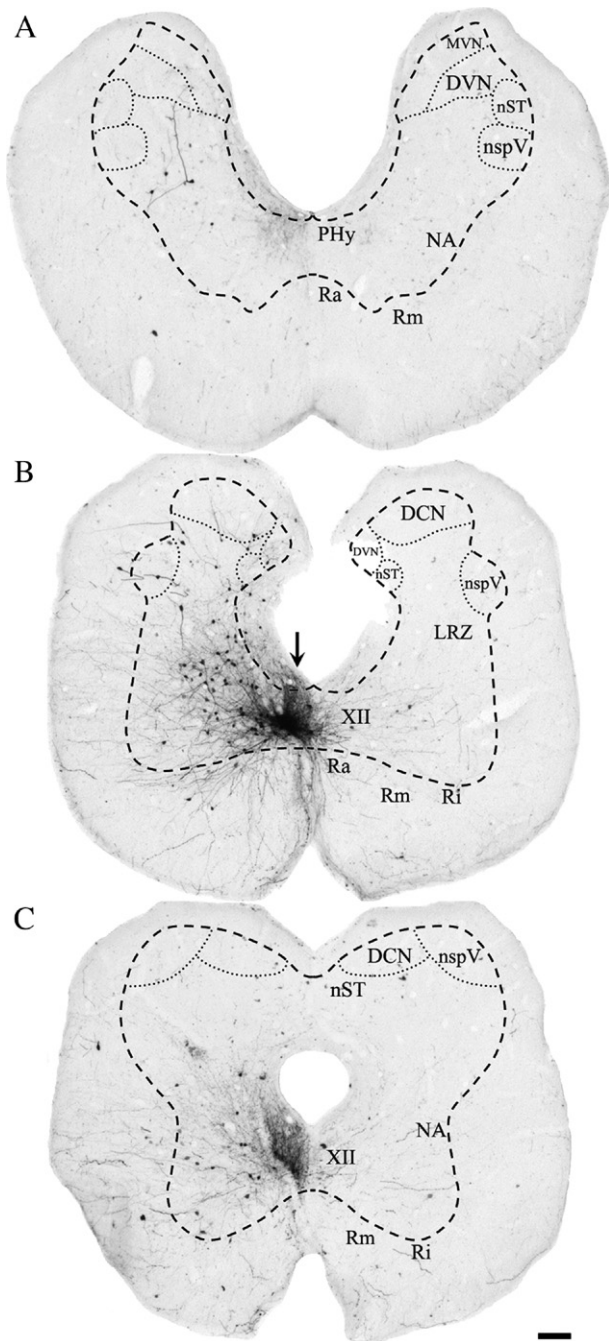 A
MVN
DVN
nST
nspV
PHy
NA
Ra
Rm
B
DCN
DVN
nST
nspV
LRZ
XII
Ra
Rm
Ri
C
DCN
nspV
nST
NA
XII
Rm
Ri